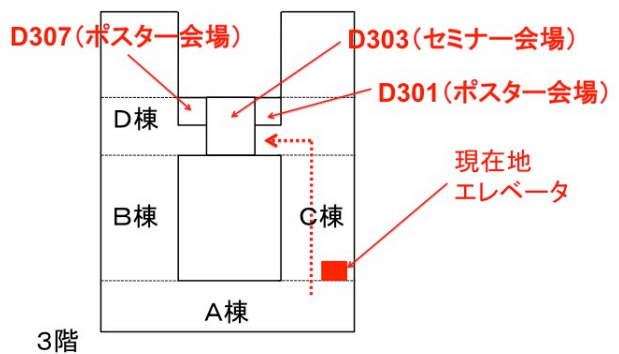 D307(ポスター会場)
D303(セミナー会場)
D301(ポスター会場)
D棟
現在地
エレベータ
B棟
C棟
A棟
3階